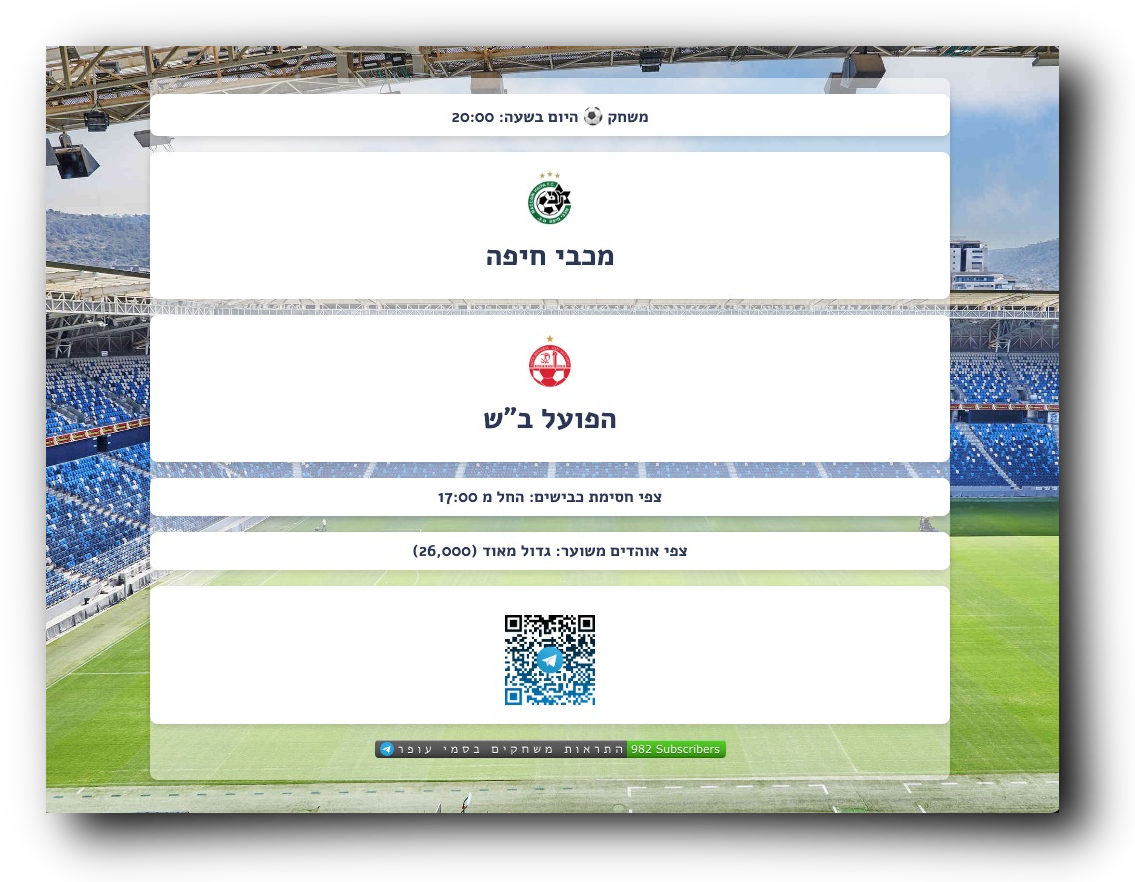 משחק ⚽ היום בשעה: 20:00
מכבי חיפה
הפועל ב"ש
צפי חסימת כבישים: החל מ 17:00
צפי אוהדים משוער: גדול מאוד (26,000)
התראות משחקים בסמי עופר 982 Subscribers